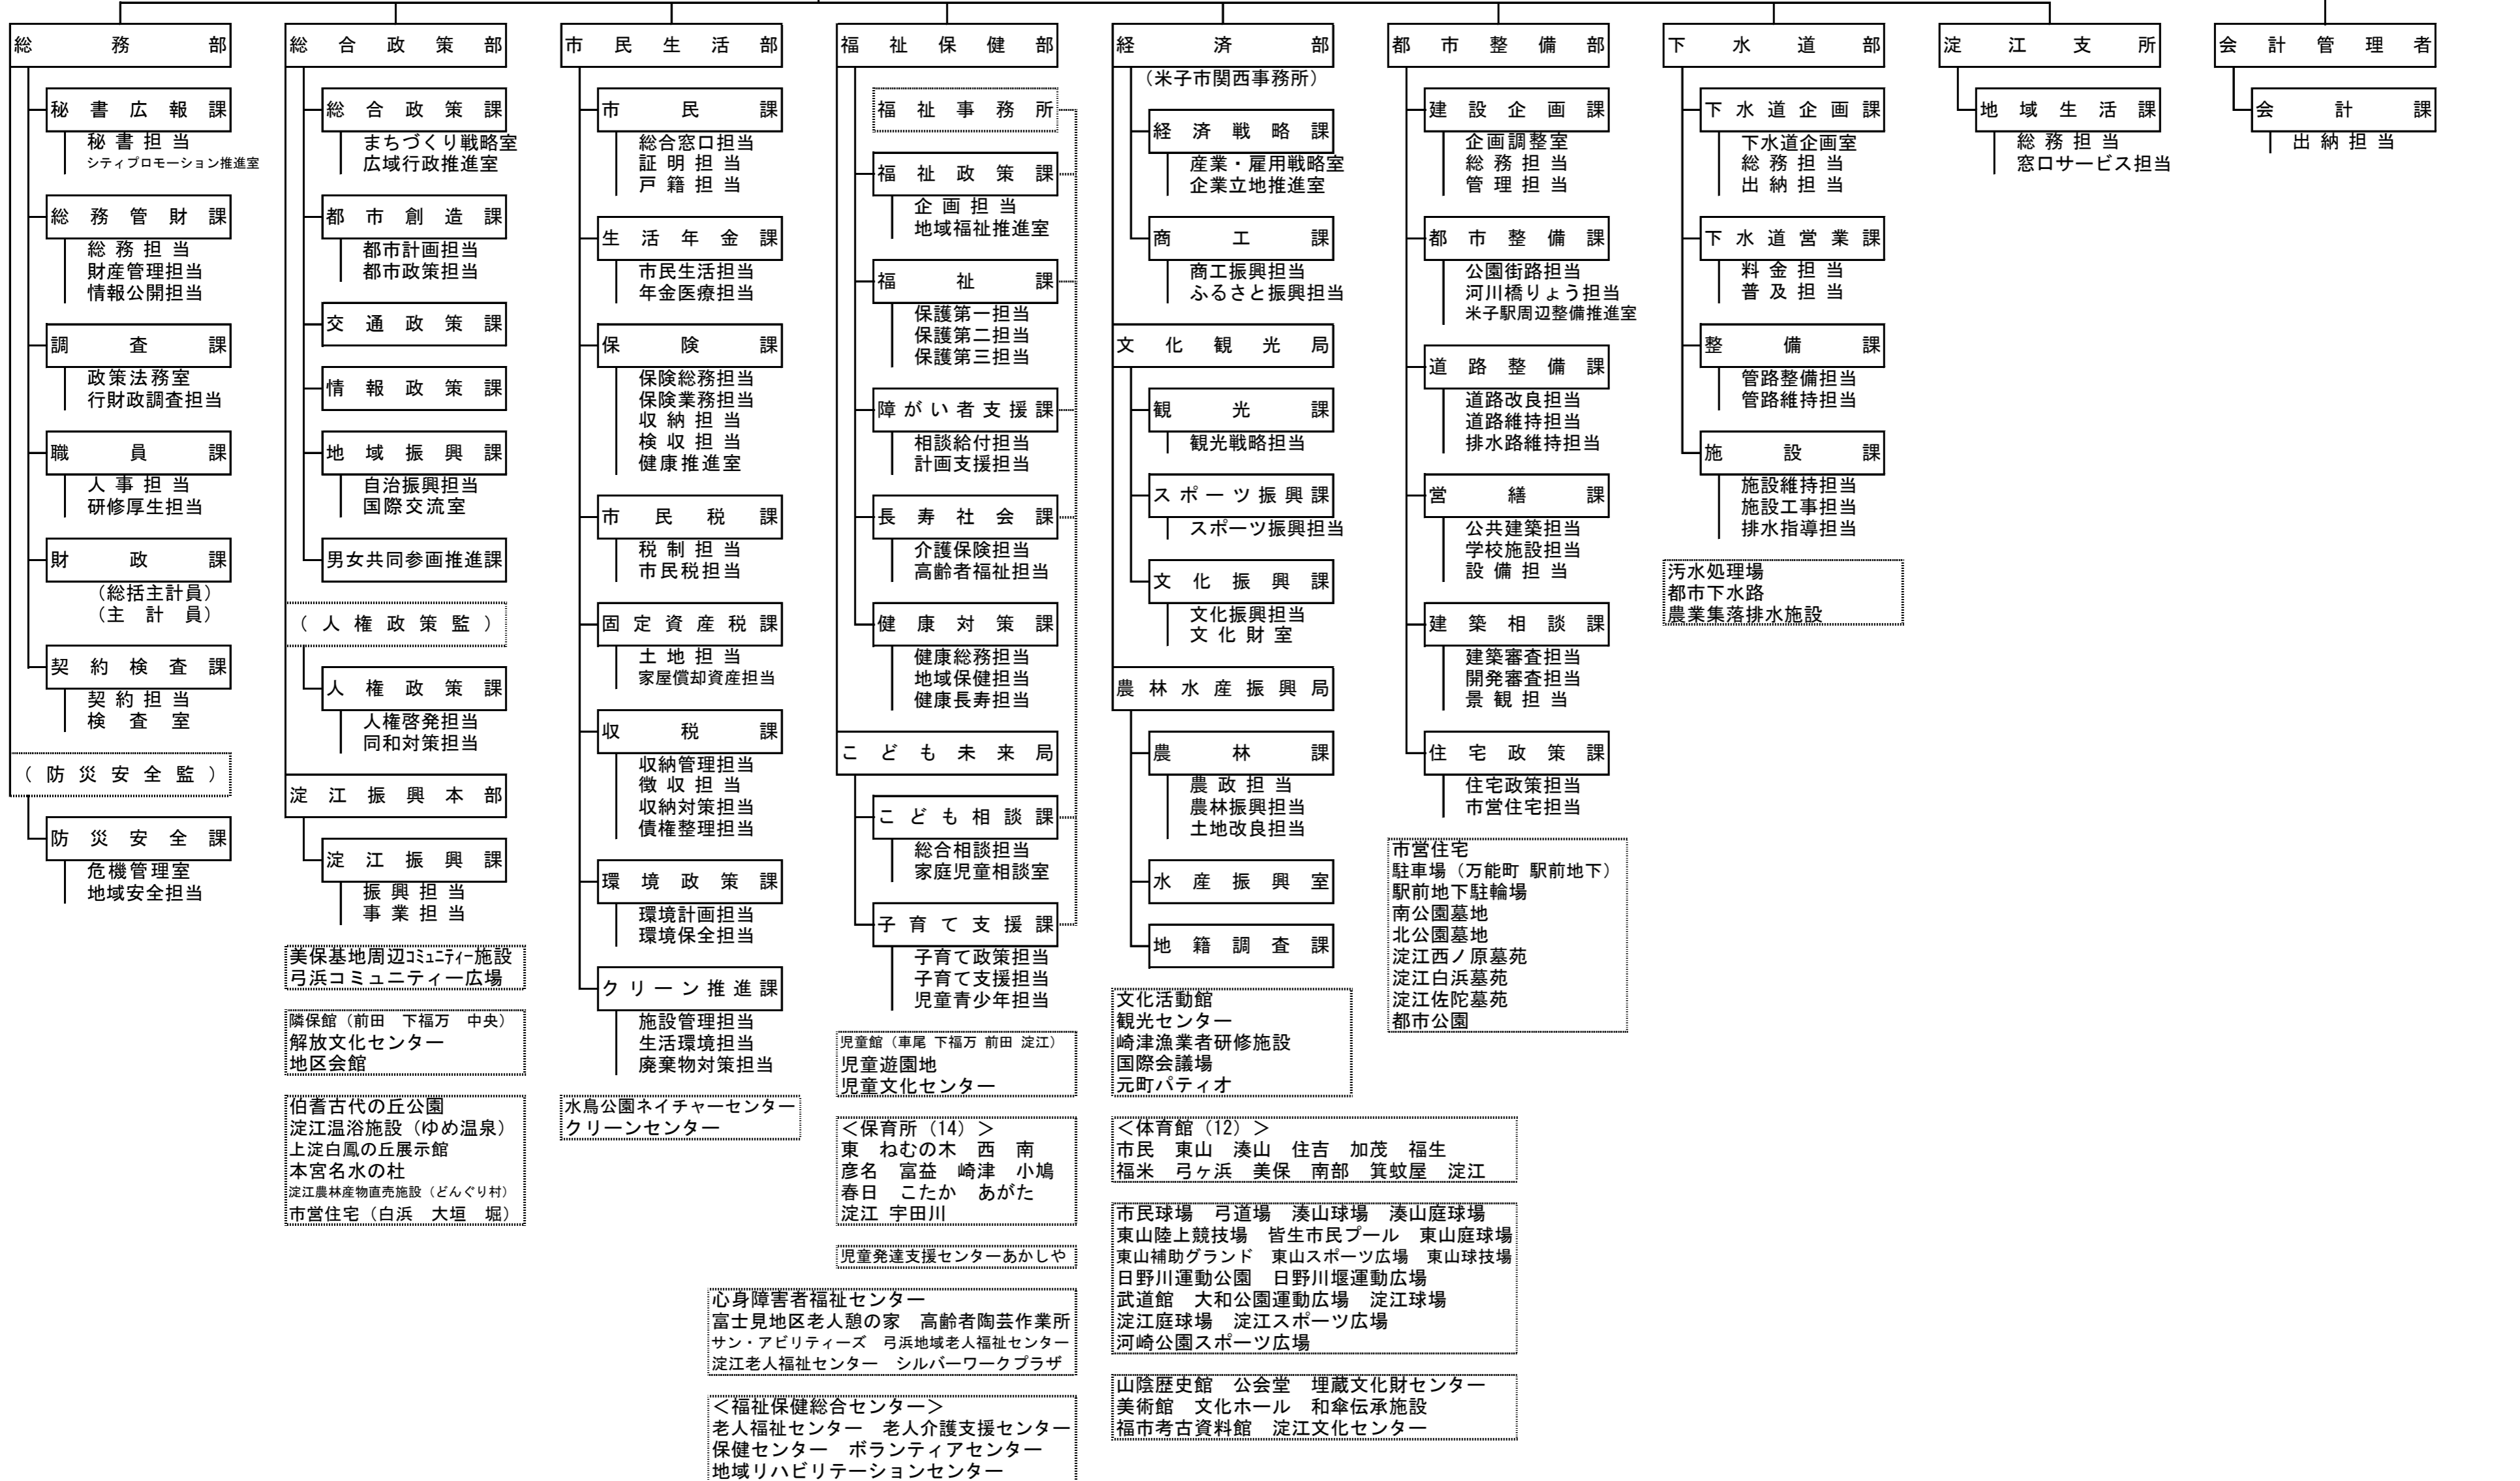 総務部
秘書広報課
秘書担当
シティプロモーション推進室
総務管財課
総務担当
財産管理担当
情報公開担当
調査課
政策法務室
行財政調査担当
職員課
人事担当
研修厚生担当
財政課
（総括主計員）
（主計員）
契約検査課
契約担当
検査室
（防災安全監）
防災安全課
危機管理室
地域安全担当
総合政策部
総合政策課
まちづくり戦略室
広域行政推進室
都市創造課
都市計画担当
都市政策担当
交通政策課
情報政策課
地域振興課
自治振興担当
国際交流室
男女共同参画推進課
（人権政策監）
人権政策課
人権啓発担当
同和対策担当
淀江振興本部
淀江振興課
振興担当
事業担当
美保基地周辺ｺﾐｭﾆﾃｨｰ施設
弓浜コミュニティー広場
隣保館（前田　下福万　中央）
解放文化センター
地区会館
伯耆古代の丘公園
淀江温浴施設（ゆめ温泉）
上淀白鳳の丘展示館
本宮名水の杜
淀江農林産物直売施設（どんぐり村）
市営住宅（白浜　大垣　堀）
市民生活部
市民課
総合窓口担当
証明担当
戸籍担当
生活年金課
市民生活担当
年金医療担当
保険課
保険総務担当
保険業務担当
収納担当
検収担当
健康推進室
市民税課
税制担当
市民税担当
固定資産税課
土地担当
家屋償却資産担当
収税課
収納管理担当
徴収担当
収納対策担当
債権整理担当
環境政策課
環境計画担当
環境保全担当
クリーン推進課
施設管理担当
生活環境担当
廃棄物対策担当
水鳥公園ネイチャーセンター
クリーンセンター
福祉保健部
福祉事務所
福祉政策課
企画担当
地域福祉推進室
福祉課
保護第一担当
保護第二担当
保護第三担当
障がい者支援課
相談給付担当
計画支援担当
長寿社会課
介護保険担当
高齢者福祉担当
健康対策課
健康総務担当
地域保健担当
健康長寿担当
こども未来局
こども相談課
総合相談担当
家庭児童相談室
子育て支援課
子育て政策担当
子育て支援担当
児童青少年担当
児童館（車尾 下福万 前田 淀江）
児童遊園地
児童文化センター
＜保育所（14）＞
東　ねむの木　西　南
彦名　富益　崎津　小鳩
春日　こたか　あがた
淀江 宇田川
児童発達支援センターあかしや
心身障害者福祉センター
富士見地区老人憩の家　高齢者陶芸作業所
サン・アビリティーズ　弓浜地域老人福祉センター
淀江老人福祉センター　シルバーワークプラザ
＜福祉保健総合センター＞
老人福祉センター　老人介護支援センター
保健センター　ボランティアセンター
地域リハビリテーションセンター
経済部
（米子市関西事務所）
経済戦略課
産業・雇用戦略室
企業立地推進室
商工課
商工振興担当
ふるさと振興担当
文化観光局
観光課
観光戦略担当
スポーツ振興課
スポーツ振興担当
文化振興課
文化振興担当
文化財室
農林水産振興局
農林課
農政担当
農林振興担当
土地改良担当
水産振興室
地籍調査課
文化活動館
観光センター
崎津漁業者研修施設
国際会議場
元町パティオ
＜体育館（12）＞
市民　東山　湊山　住吉　加茂　福生
福米　弓ヶ浜　美保　南部　箕蚊屋　淀江
市民球場　弓道場　湊山球場　湊山庭球場
東山陸上競技場　皆生市民プール　東山庭球場
東山補助グランド　東山スポーツ広場　東山球技場
日野川運動公園　日野川堰運動広場
武道館　大和公園運動広場　淀江球場
淀江庭球場　淀江スポーツ広場
河崎公園スポーツ広場
山陰歴史館　公会堂　埋蔵文化財センター
美術館　文化ホール　和傘伝承施設
福市考古資料館　淀江文化センター
都市整備部
建設企画課
企画調整室
総務担当
管理担当
都市整備課
公園街路担当
河川橋りょう担当
米子駅周辺整備推進室
道路整備課
道路改良担当
道路維持担当
排水路維持担当
営繕課
公共建築担当
学校施設担当
設備担当
建築相談課
建築審査担当
開発審査担当
景観担当
住宅政策課
住宅政策担当
市営住宅担当
市営住宅
駐車場（万能町 駅前地下）
駅前地下駐輪場
南公園墓地
北公園墓地
淀江西ノ原墓苑
淀江白浜墓苑
淀江佐陀墓苑
都市公園
下水道部
下水道企画課
下水道企画室
総務担当
出納担当
下水道営業課
料金担当
普及担当
整備課
管路整備担当
管路維持担当
施設課
施設維持担当
施設工事担当
排水指導担当
汚水処理場
都市下水路
農業集落排水施設
淀江支所
地域生活課
総務担当
窓口サービス担当
会計管理者
会計課
出納担当